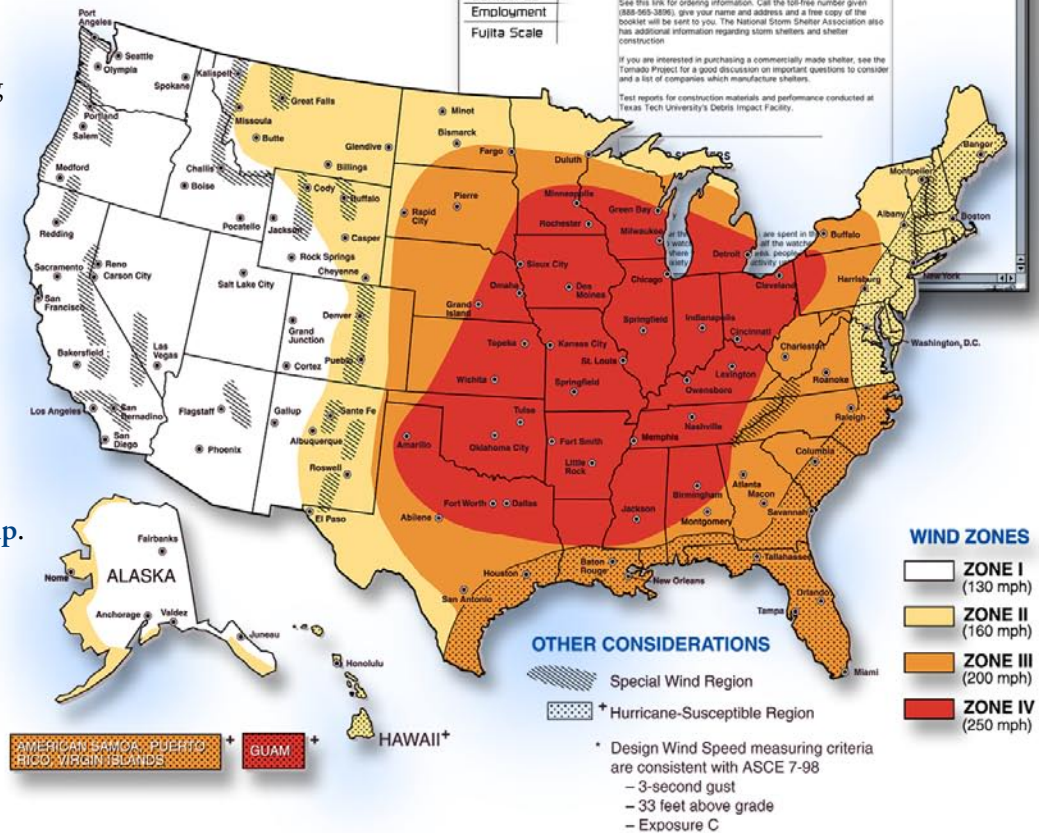 Employment
Fujita Scale
See this link for ordering information. Call the toll-free number given
(888-565-3896), give your name and address and a free copy of the
booklet will be sent to you. The National Storm Shelter Association also
has additional information regarding storm shelters and shelter
construction
If you are interested in purchasing a commercially made shelter, see the
Tornado Project for a good discussion on important questions to consider
and a list of companies which manufacture shelters.
Test reports for construction materials and performance conducted at
Texas Tech University's Debris Impact Facility.
g
p.
Port
Angeles
Seattle
Olympia
Spokane
Kalispell
Great Falls
Portland
Salem
Missoula
Butte
Glendive
Billings
Minot
Bismarck
Fargo
Duluth
Bangor
Montpelier
Medford
Challis
Boise
Cody
Buffalo
Rapid
City
Pierre
Minneapolis
Rochester
Green Bay
Milwaukee
are spent in th
Albany
Boston
Buffalo
Redding
Pocatello
Jackson
Casper
Rock Springs
Cheyenne
Sioux City
Omaha
Des
Moines
Chicago
Detroit
Cleveland
Harrisburg
New York
Sacramento
Reno
Carson City
San
Francisco
Salt Lake City
Grand
Junction
Denver
Pueblo
Cortez
Grand
Island
Springfield
Indianapolis
Cincinnati
Charleston
Washington, D.C.
Bakersfield
Las
Vegas
Topeka
Kansas City
St. Louis
Lexington
Owensboro
Roanoke
Wichita
Springfield
Nashville
Raleigh
Los Angeles
San
Bernadino
San
Diego
Flagstaff
Phoenix
Gallup
Sante Fe
Albuquerque
Roswell
El Paso
Amarillo
Tulse
Oklahoma City
Fort Smith
Little
Rock
Memphis
Columbia
Atlanta
Macon
Savannah
Birmingham
Montgomery
Fort Worth
Dallas
Abilene
Jackson
Tallahassee
Houston
Baton
Rouge
New Orleans
San Antonio
Orlando
Tampa
Miami
Fairbanks
Nome
ALASKA
Anchorage
Valdez
Juneau
Honolulu
HAWAII+
AMERICAN SAMOA, PUERTO
RICO, VIRGIN ISLANDS
+
GUAM
+
OTHER CONSIDERATIONS
Special Wind Region
+ Hurricane-Susceptible Region
* Design Wind Speed measuring criteria
are consistent with ASCE 7-98
– 3-second gust
– 33 feet above grade
– Exposure C
WIND ZONES
ZONE I
(130 mph)
ZONE II
(160 mph)
ZONE III
(200 mph)
ZONE IV
(250 mph)